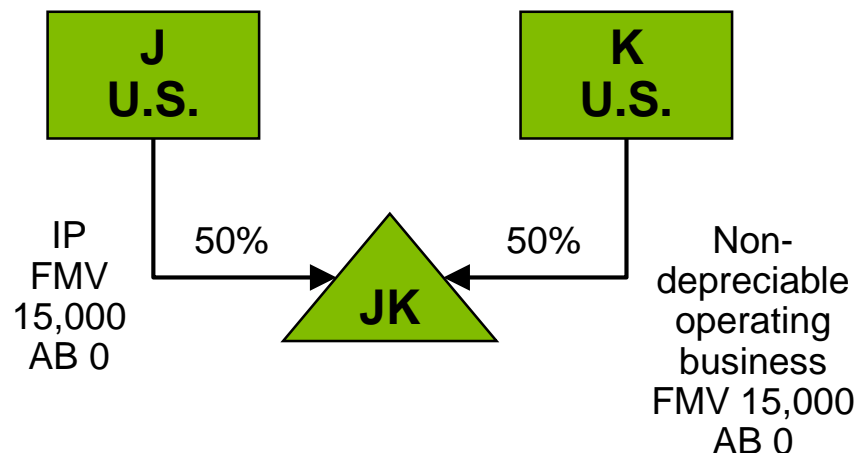 J
U.S.
K
U.S.
IP
FMV
15,000
AB 0
50%
50%
JK
Non-
depreciable
operating
business
FMV 15,000
AB 0